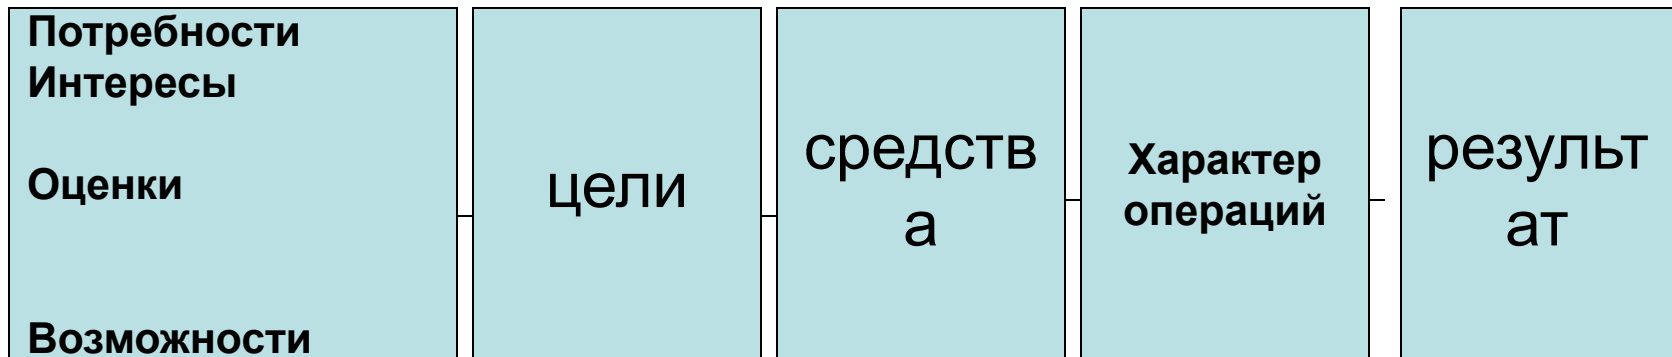 Потребности
Интересы
Оценки
Возможности
цели
средств
а
Характер
операций
результ
ат